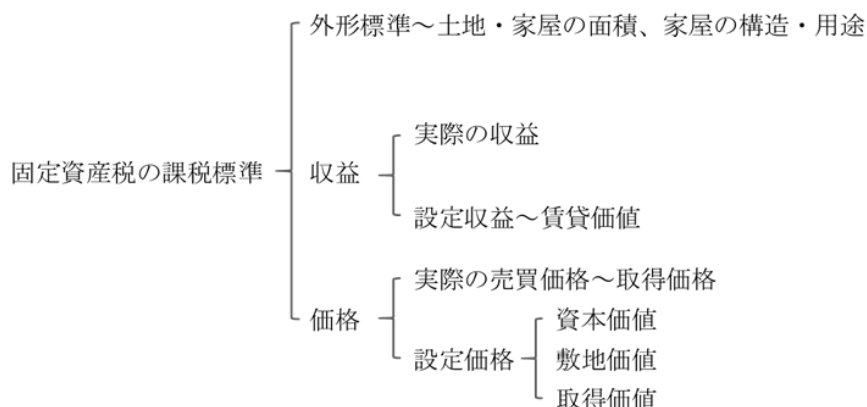 外形標準～土地・家屋の面積、家屋の構造・用途
実際の収益
固定資産税の課税標準
収益
設定収益～賃貸価値
実際の売買価格～取得価格
価格
資本価値
設定価格
敷地価値
取得価値